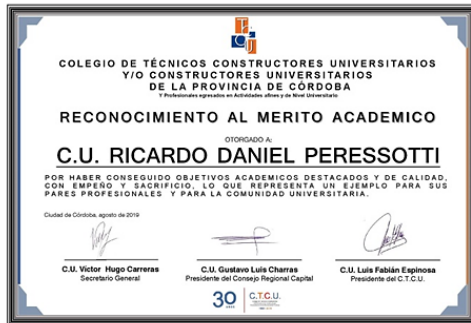 COLEGIO DE TÉCNICOS CONSTRUCTORES UNIVERSITARIOS
Y/O CONSTRUCTORES UNIVERSITARIOS
DE LA PROVINCIA DE CÓRDOBA
Y Profesionales egresados en Actividades afines y de Nivel Universitario
RECONOCIMIENTO AL MERITO ACADEMICO
OTORGADO A:
C.U. RICARDO DANIEL PERESSOTTI
POR HABER CONSEGUIDO OBJETIVOS ACADEMICOS DESTACADOS Y DE CALIDAD,
CON EMPEÑO Y SACRIFICIO, LO QUE REPRESENTA UN EJEMPLO PARA SUS
PARES PROFESIONALES Y PARA LA COMUNIDAD UNIVERSITARIA.
Ciudad de Córdoba, agosto de 2019
C.U. Víctor Hugo Carreras
Secretario General
C.U. Gustavo Luis Charras
Presidente del Consejo Regional Capital
C.U. Luis Fabián Espinosa
Presidente del C.T.C.U.
30
AÑOS
C.T.C.U.